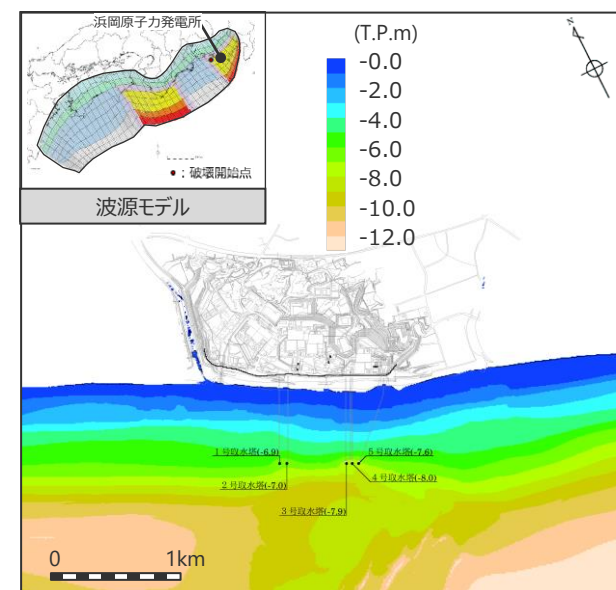 浜岡原子力発電所
●：破壊開始点
波源モデル
(T.P.m)
-0.0
-2.0
-4.0
-6.0
-8.0
-10.0
-12.0
N
1号取水塔(-6.9)
5号取水塔(-7.6)
2号取水塔(-7.0)
4号取水塔(-8.0)
3号取水塔(-7.9)
0 1km